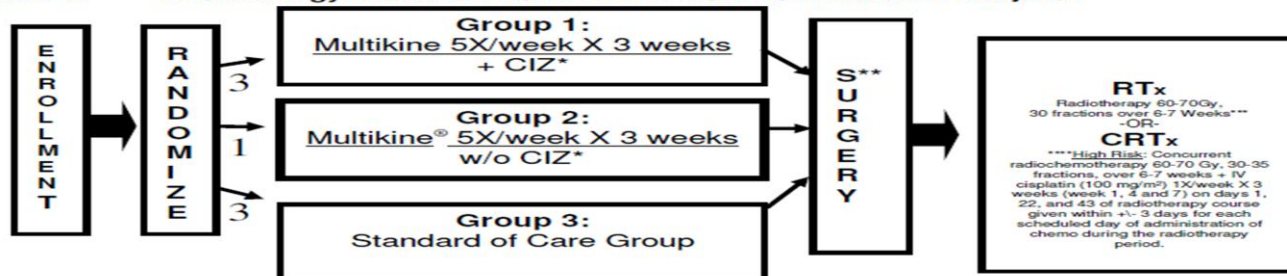 ENROLLMENT
RANDOMIZE
3
1
3
Group 1:
Multikine 5X/week X 3 weeks
+ CIZ*
Group 2:
Multikine® 5X/week X 3 weeks
w/o CIZ*
Group 3:
Standard of Care Group
S**URGERY
RTx
Radiotherapy 60-70Gy,
30 fractions over 6-7 Weeks***
-OR-
CRTx
****High Risk: Concurrent
radiochemotherapy 60-70 Gy, 30-35
fractions, over 6-7 weeks + IV
cisplatin (100 mg/m²) 1X/week X 3
weeks (week 1, 4 and 7) on days 1,
22, and 43 of radiotherapy course
given within +\- 3 days for each
scheduled day of administration of
chemo during the radiotherapy
period.